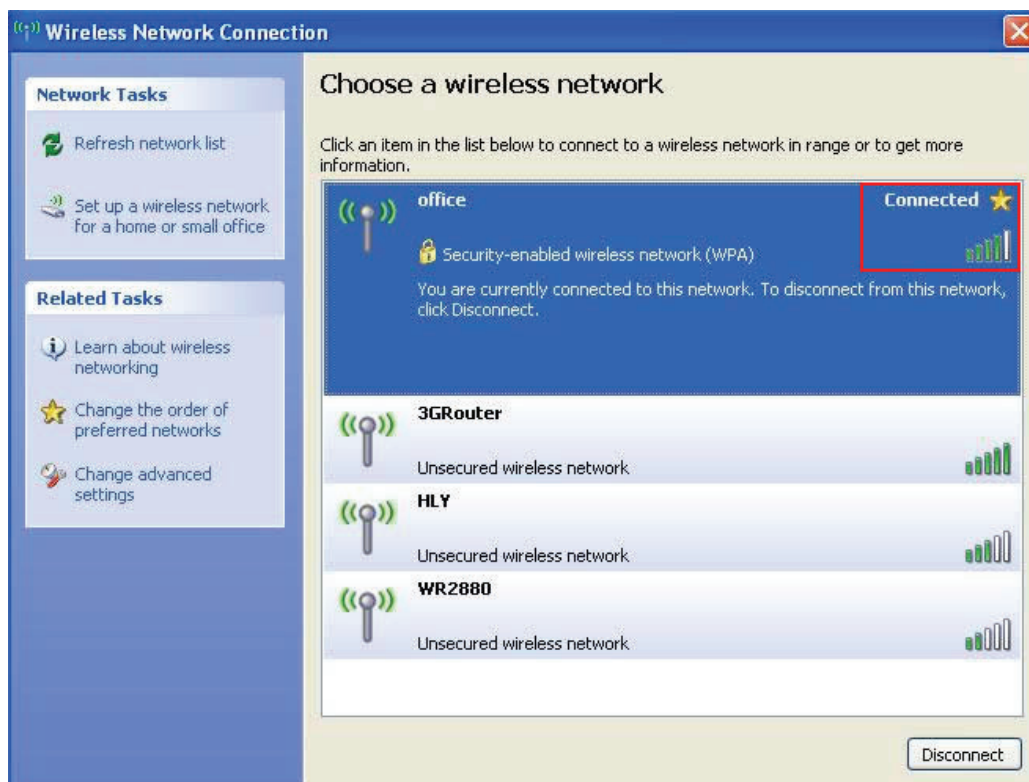 Wireless Network Connection
Network Tasks
Refresh network list
Set up a wireless network
for a home or small office
Related Tasks
Learn about wireless
networking
Change the order of
preferred networks
Change advanced
settings
Choose a wireless network
Click an item in the list below to connect to a wireless network in range or to get more
information.
office
Connected
Security-enabled wireless network (WPA)
You are currently connected to this network. To disconnect from this network,
click Disconnect.
3GRouter
Unsecured wireless network
HLY
Unsecured wireless network
WR2880
Unsecured wireless network
Disconnect